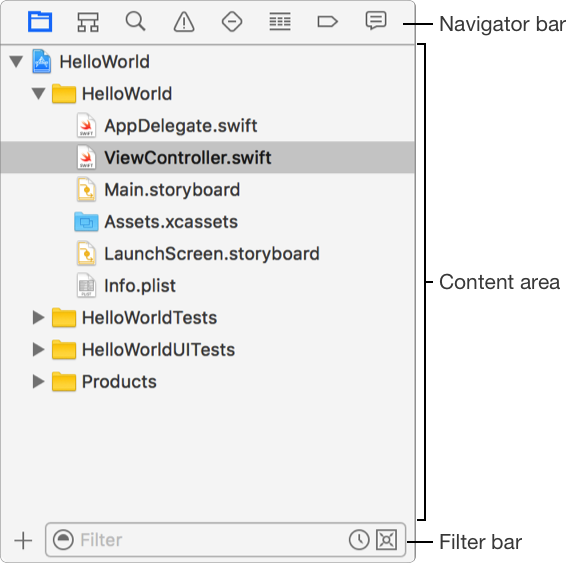 Navigator bar
HelloWorld
HelloWorld
AppDelegate.swift
ViewController.swift
Main.storyboard
Assets.xcassets
LaunchScreen.storyboard
Content area
Info.plist
HelloWorldTests
HelloWorldUITests
Products
Filter
Filter bar